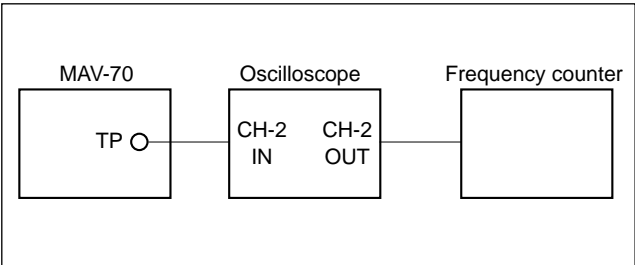 MAV-70
Oscilloscope
Frequency counter
TP
CH-2
IN
CH-2
OUT